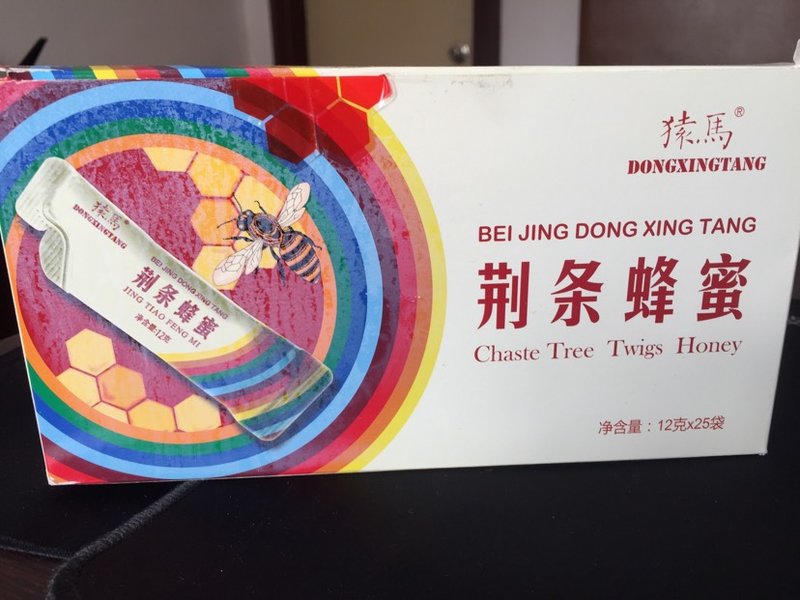 猿馬®
DONGXINGTANG
BEI JING DONG XING TANG
荆条蜂蜜
Chaste Tree Twigs Honey
净含量：12克x25袋
猿馬
DONGXINGTANG
BEI JING DONG XING TANG
荆条蜂蜜
JING TIAO FENG MI
净含量:12克